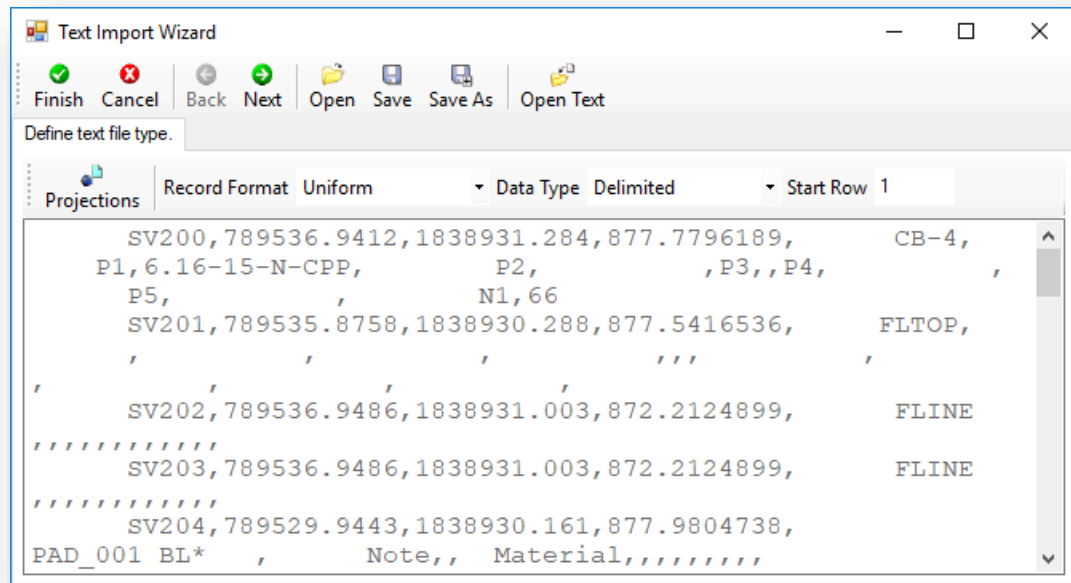 Text Import Wizard
Finish Cancel Back Next Open Save Save As Open Text
Define text file type.
Projections Record Format Uniform Data Type Delimited Start Row 1
SV200,789536.9412,1838931.284,877.7796189, CB-4,
P1,6.16-15-N-CPP, P2, ,P3,,P4, ,
P5, , N1,66
SV201,789535.8758,1838930.288,877.5416536, FLTOP,
, , , ,,, ,
, , , ,
SV202,789536.9486,1838931.003,872.2124899, FLINE
,,,,,,,,,,,,
SV203,789536.9486,1838931.003,872.2124899, FLINE
,,,,,,,,,,,,
SV204,789529.9443,1838930.161,877.9804738,
PAD_001 BL* , Note,, Material,,,,,,,,,